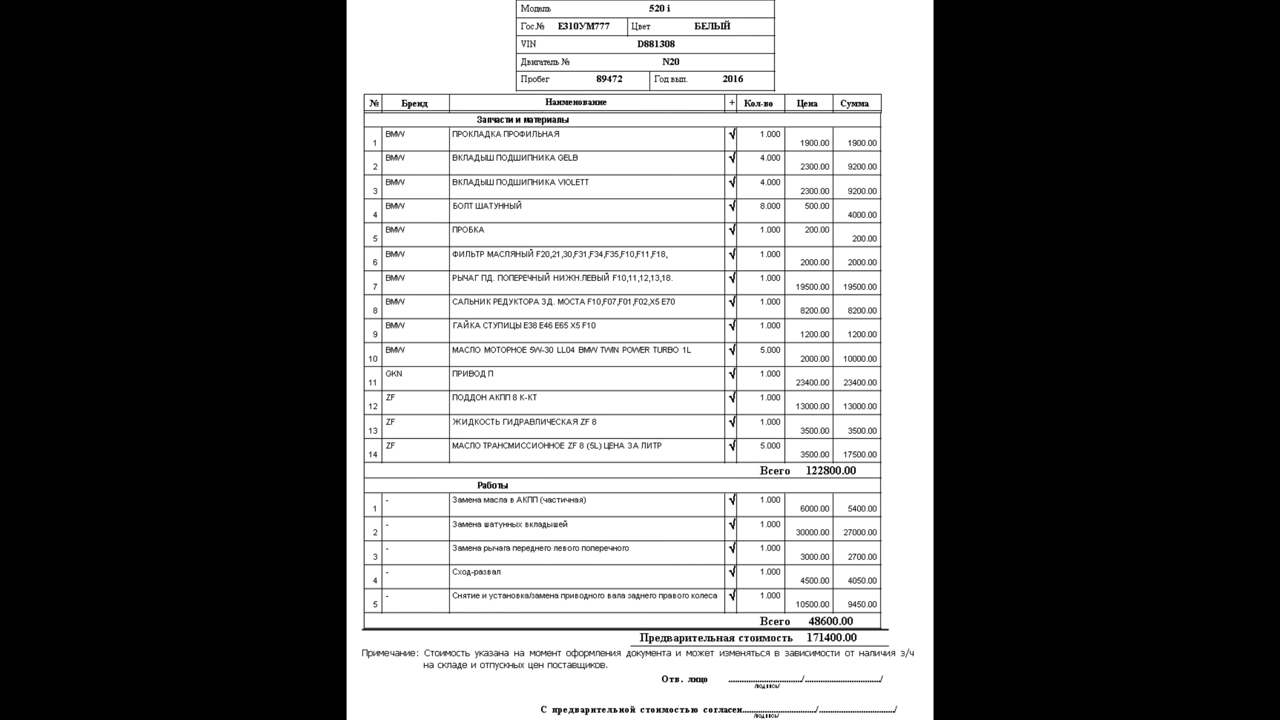 Модель 520 i
Гос.№ Е310УМ777 Цвет БЕЛЫЙ
VIN D881308
Двигатель № N20
Пробег 89472 Год вып. 2016
№ Бренд Наименование + Кол-во Цена Сумма
Запчасти и материалы
1 BMW ПРОКЛАДКА ПРОФИЛЬНАЯ √ 1.000 1900.00 1900.00
2 BMW ВКЛАДЫШ ПОДШИПНИКА GELB √ 4.000 2300.00 9200.00
3 BMW ВКЛАДЫШ ПОДШИПНИКА VIOLETT √ 4.000 2300.00 9200.00
4 BMW БОЛТ ШАТУННЫЙ √ 8.000 500.00 4000.00
5 BMW ПРОБКА √ 1.000 200.00 200.00
6 BMW ФИЛЬТР МАСЛЯНЫЙ F20,21,30,F31,F34,F35,F10,F11,F18, √ 1.000 2000.00 2000.00
7 BMW РЫЧАГ ПД. ПОПЕРЕЧНЫЙ НИЖН.ЛЕВЫЙ F10,11,12,13,18. √ 1.000 19500.00 19500.00
8 BMW САЛЬНИК РЕДУКТОРА ЗД. МОСТА F10,F07,F01,F02,X5 E70 √ 1.000 8200.00 8200.00
9 BMW ГАЙКА СТУПИЦЫ E38 E46 E65 X5 F10 √ 1.000 1200.00 1200.00
10 BMW МАСЛО МОТОРНОЕ 5W-30 LL04 BMW TWIN POWER TURBO 1L √ 5.000 2000.00 10000.00
11 GKN ПРИВОД П √ 1.000 23400.00 23400.00
12 ZF ПОДДОН АКПП 8 К-КТ √ 1.000 13000.00 13000.00
13 ZF ЖИДКОСТЬ ГИДРАВЛИЧЕСКАЯ ZF 8 √ 1.000 3500.00 3500.00
14 ZF МАСЛО ТРАНСМИССИОННОЕ ZF 8 (5L) ЦЕНА ЗА ЛИТР √ 5.000 3500.00 17500.00
Всего 122800.00
Работы
1 - Замена масла в АКПП (частичная) √ 1.000 6000.00 5400.00
2 - Замена шатунных вкладышей √ 1.000 30000.00 27000.00
3 - Замена рычага переднего левого поперечного √ 1.000 3000.00 2700.00
4 - Сход-развал √ 1.000 4500.00 4050.00
5 - Снятие и установка/замена приводного вала заднего правого колеса √ 1.000 10500.00 9450.00
Всего 48600.00
Предварительная стоимость 171400.00
Примечание: Стоимость указана на момент оформления документа и может изменяться в зависимости от наличия з/ч
на складе и отпускных цен поставщиков.
Отв. лицо ............................/............................/
/подпись/
С предварительной стоимостью согласен............................/............................/
/подпись/